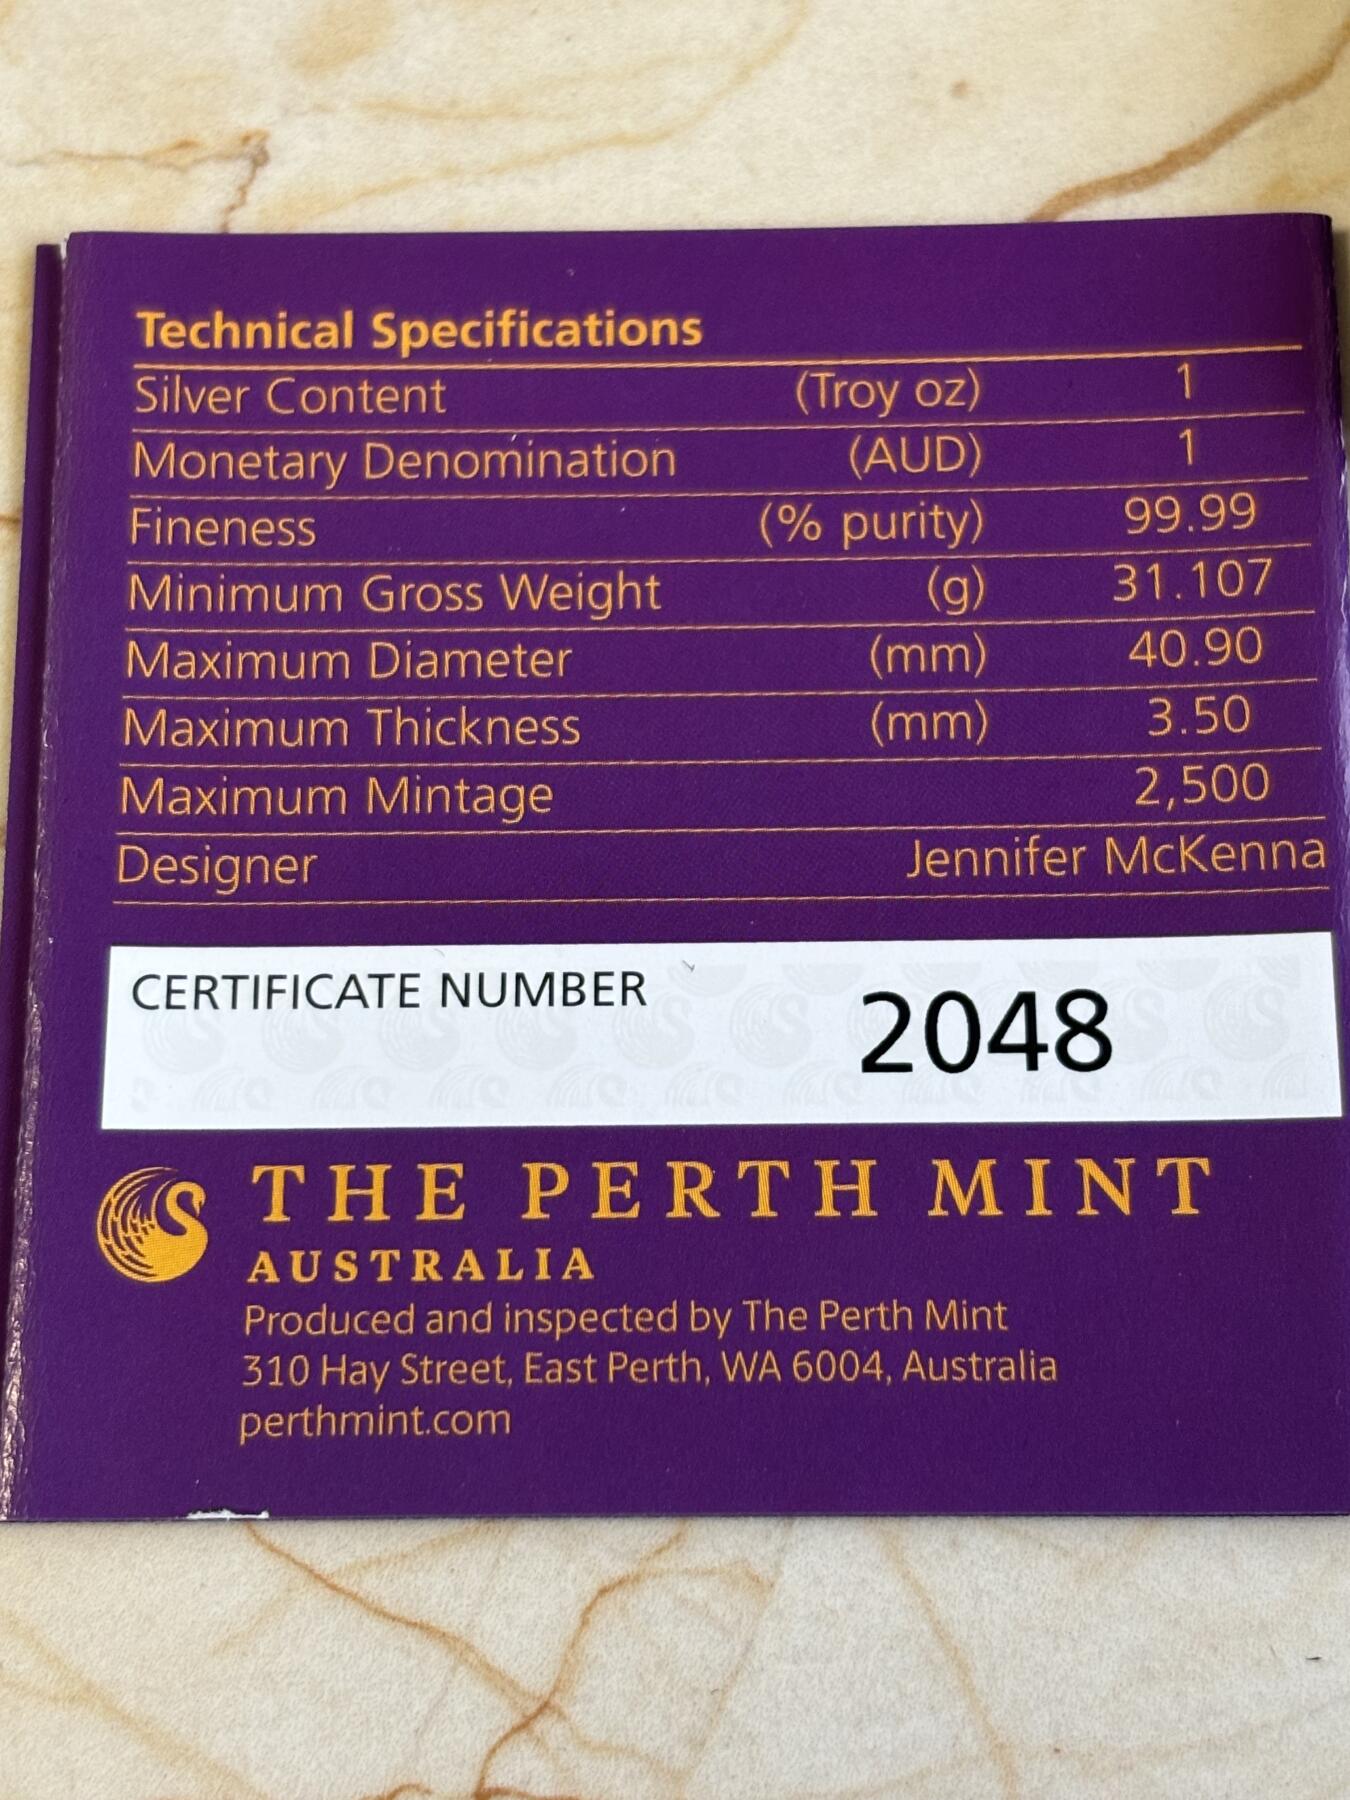 Technical Specifications
Silver Content (Troy oz) 1
Monetary Denomination (AUD) 1
Fineness (% purity) 99.99
Minimum Gross Weight (g) 31.107
Maximum Diameter (mm) 40.90
Maximum Thickness (mm) 3.50
Maximum Mintage 2,500
Designer Jennifer McKenna
CERTIFICATE NUMBER 2048
THE PERTH MINT
AUSTRALIA
Produced and inspected by The Perth Mint
310 Hay Street, East Perth, WA 6004, Australia
perthmint.com